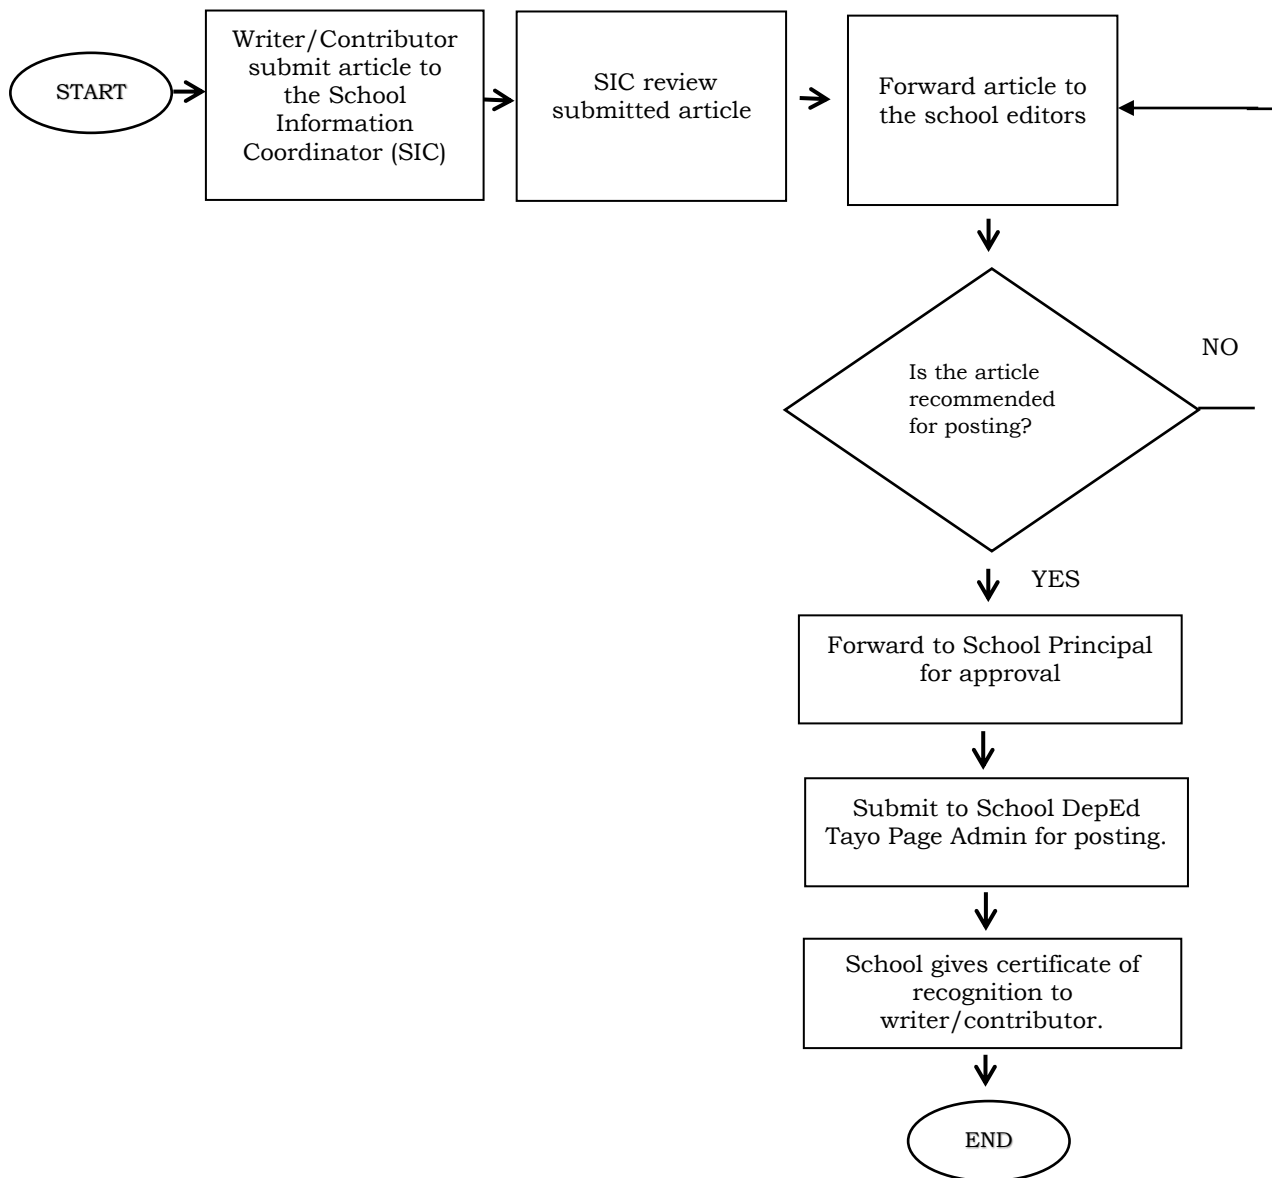 START
Writer/Contributor
submit article to
the School
Information
Coordinator (SIC)
SIC review
submitted article
Forward article to
the school editors
Is the article
recommended
for posting?
NO
YES
Forward to School Principal
for approval
Submit to School DepEd
Tayo Page Admin for posting.
School gives certificate of
recognition to
writer/contributor.
END